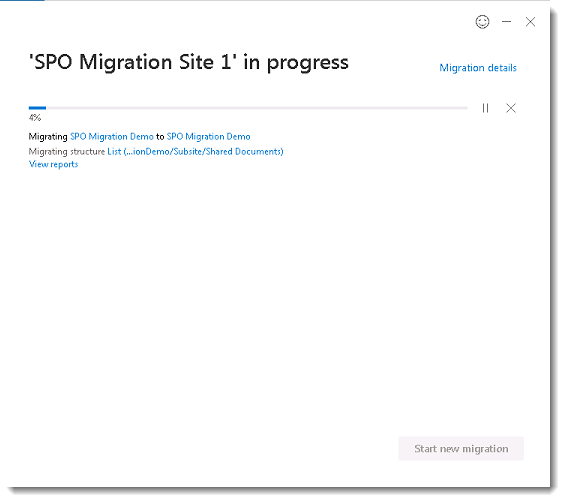 'SPO Migration Site 1' in progress
Migration details
4%
Migrating SPO Migration Demo to SPO Migration Demo
Migrating structure List (...ionDemo/Subsite/Shared Documents)
View reports
Start new migration